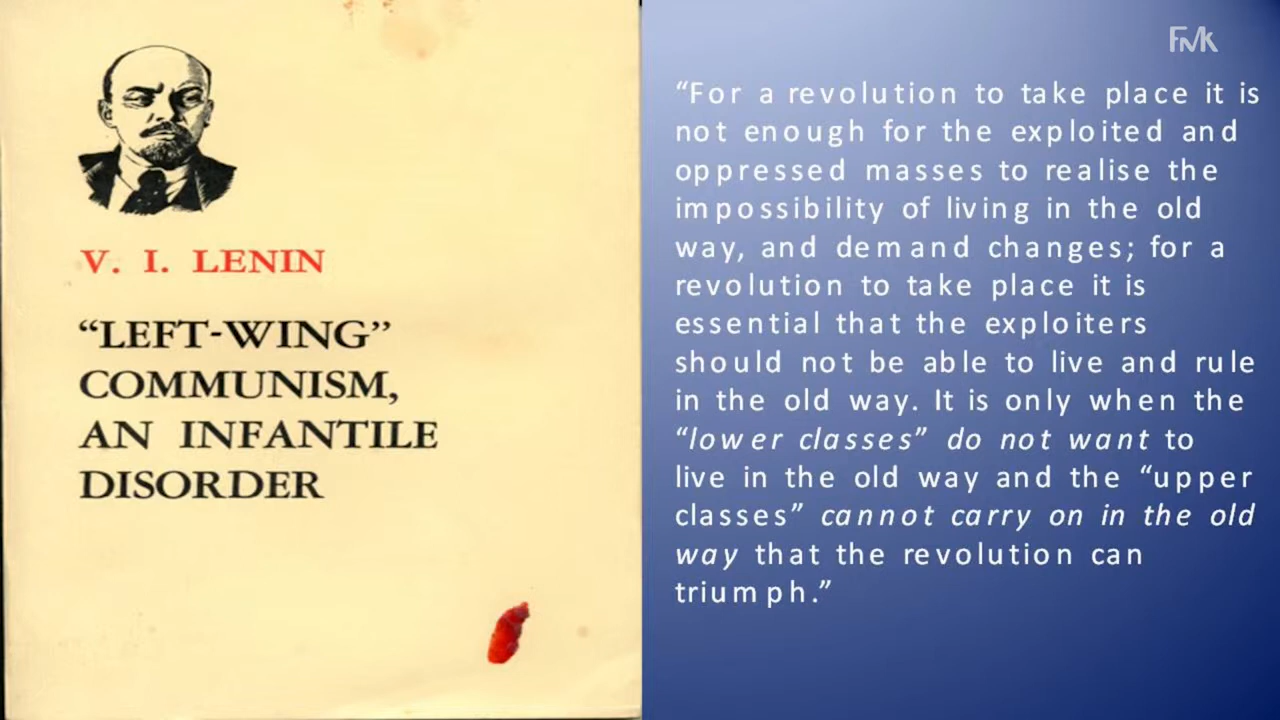 V. I. LENIN
“LEFT-WING”
COMMUNISM,
AN INFANTILE
DISORDER
FMK
“For a revolution to take place it is
not enough for the exploited and
oppressed masses to realise the
impossibility of living in the old
way, and demand changes; for a
revolution to take place it is
essential that the exploiters
should not be able to live and rule
in the old way. It is only when the
“lower classes” do not want to
live in the old way and the “upper
classes” cannot carry on in the old
way that the revolution can
triumph.”